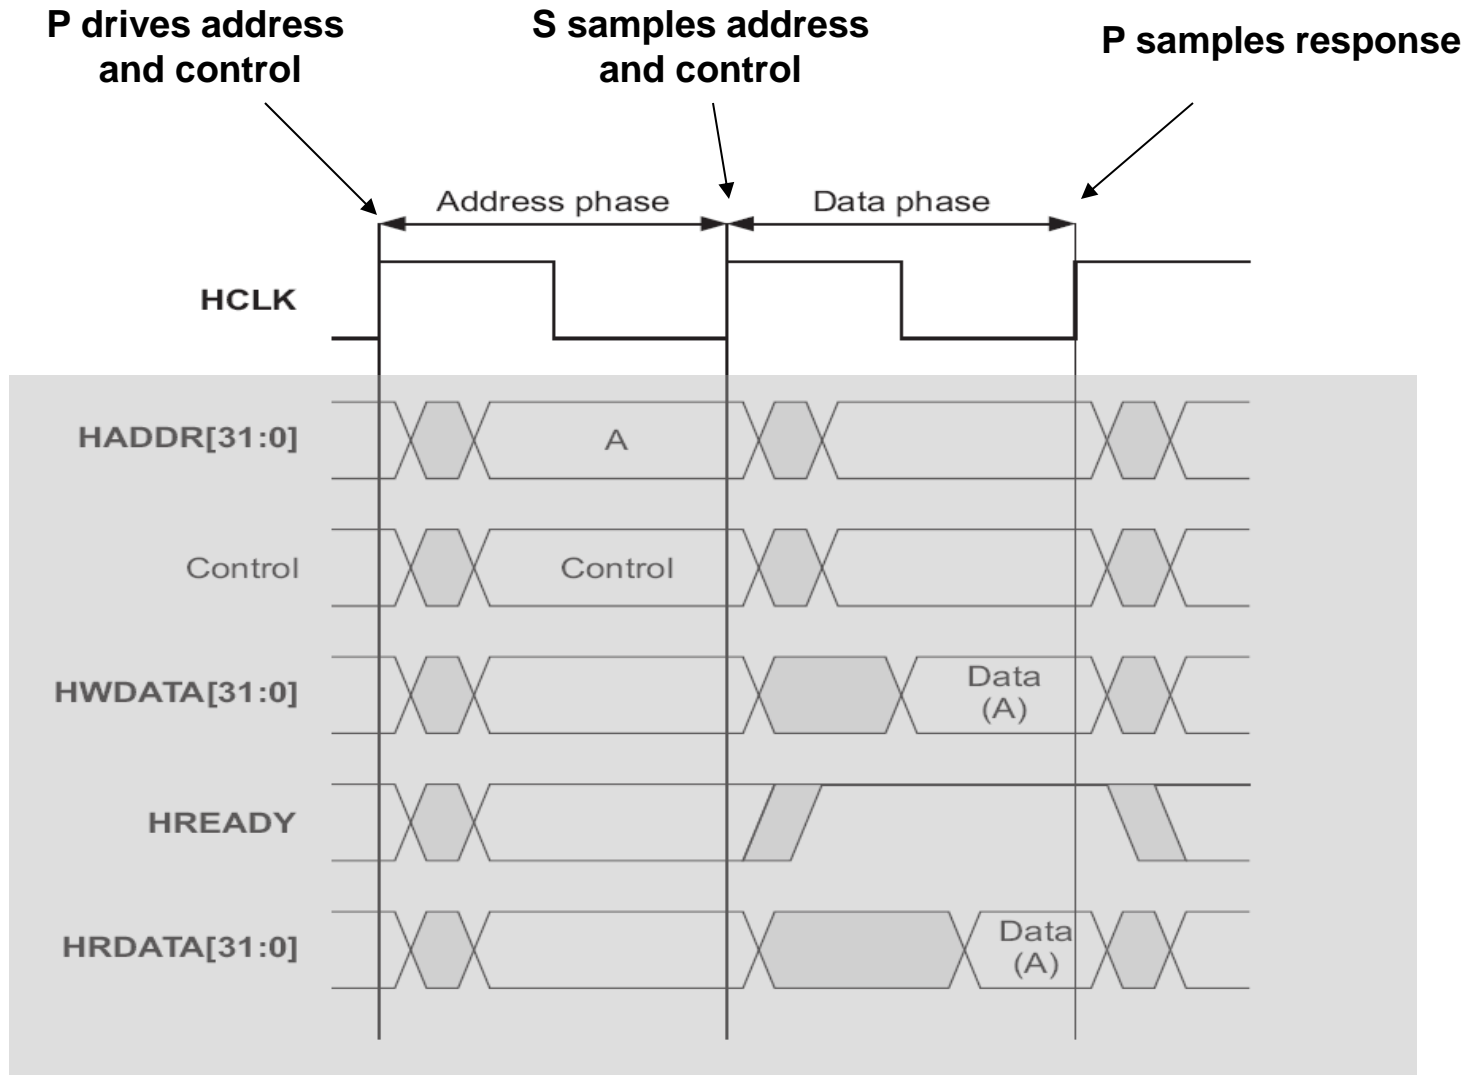 P drives address
and control
S samples address
and control
P samples response
Address phase
Data phase
HCLK
HADDR[31:0]
A
Control
Control
HWDATA[31:0]
Data
(A)
HREADY
HRDATA[31:0]
Data
(A)